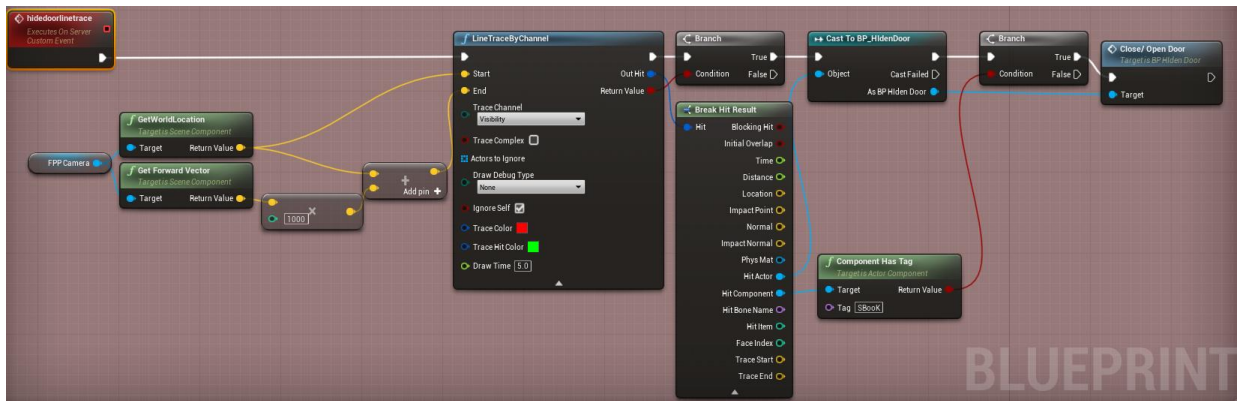 hidedoorlinetrace
Executes On Server
Custom Event
FPP Camera
GetWorldLocation
Target is Scene Component
Target
Return Value
Get Forward Vector
Target is Scene Component
Target
Return Value
1000
Add pin +
LineTraceByChannel
Start
Out Hit
End
Return Value
Trace Channel
Visibility
Trace Complex
Actors to Ignore
Draw Debug Type
None
Ignore Self
Trace Color
Trace Hit Color
Draw Time 5.0
Branch
True
Condition
False
Break Hit Result
Hit
Blocking Hit
Initial Overlap
Time
Distance
Location
Impact Point
Normal
Impact Normal
Phys Mat
Hit Actor
Hit Component
Hit Bone Name
Hit Item
Face Index
Trace Start
Trace End
Cast To BP_HIdenDoor
Object
Cast Failed
As BP HIden Door
Component Has Tag
Target is Actor Component
Target
Return Value
Tag SBooK
Branch
True
Condition
False
Close/ Open Door
Target is BP HIden Door
Target
BLUEPRINT